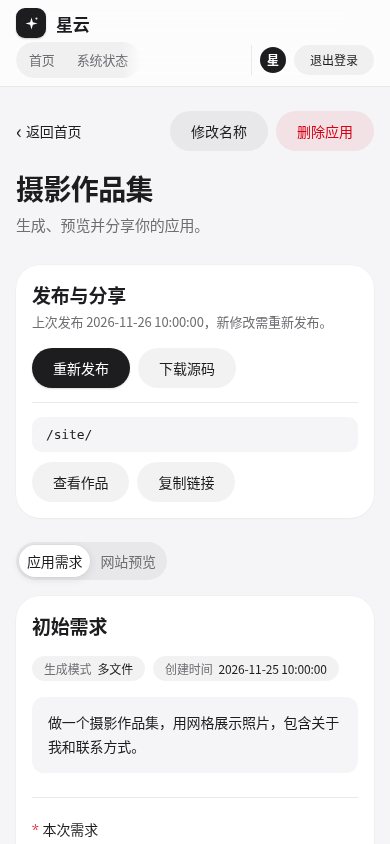 星云
首页 系统状态 星 退出登录
‹ 返回首页 修改名称 删除应用
摄影作品集
生成、预览并分享你的应用。
发布与分享
上次发布 2026-11-26 10:00:00，新修改需重新发布。
重新发布 下载源码
/site/
查看作品 复制链接
应用需求 网站预览
初始需求
生成模式 多文件 创建时间 2026-11-25 10:00:00
做一个摄影作品集，用网格展示照片，包含关于
我和联系方式。
* 本次需求